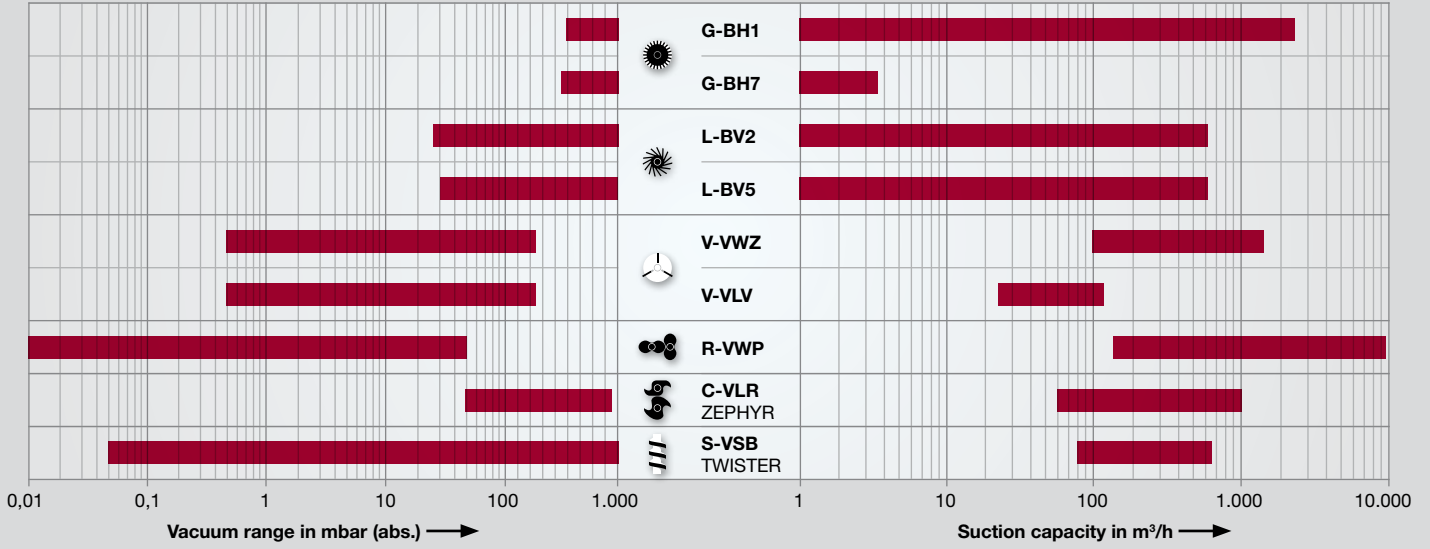 G-BH1
G-BH7
L-BV2
L-BV5
V-VWZ
V-VLV
R-VWP
C-VLR
ZEPHYR
S-VSB
TWISTER
0,01 0,1 1 10 100 1.000 1 10 100 1.000 10.000
Vacuum range in mbar (abs.) Suction capacity in m³/h